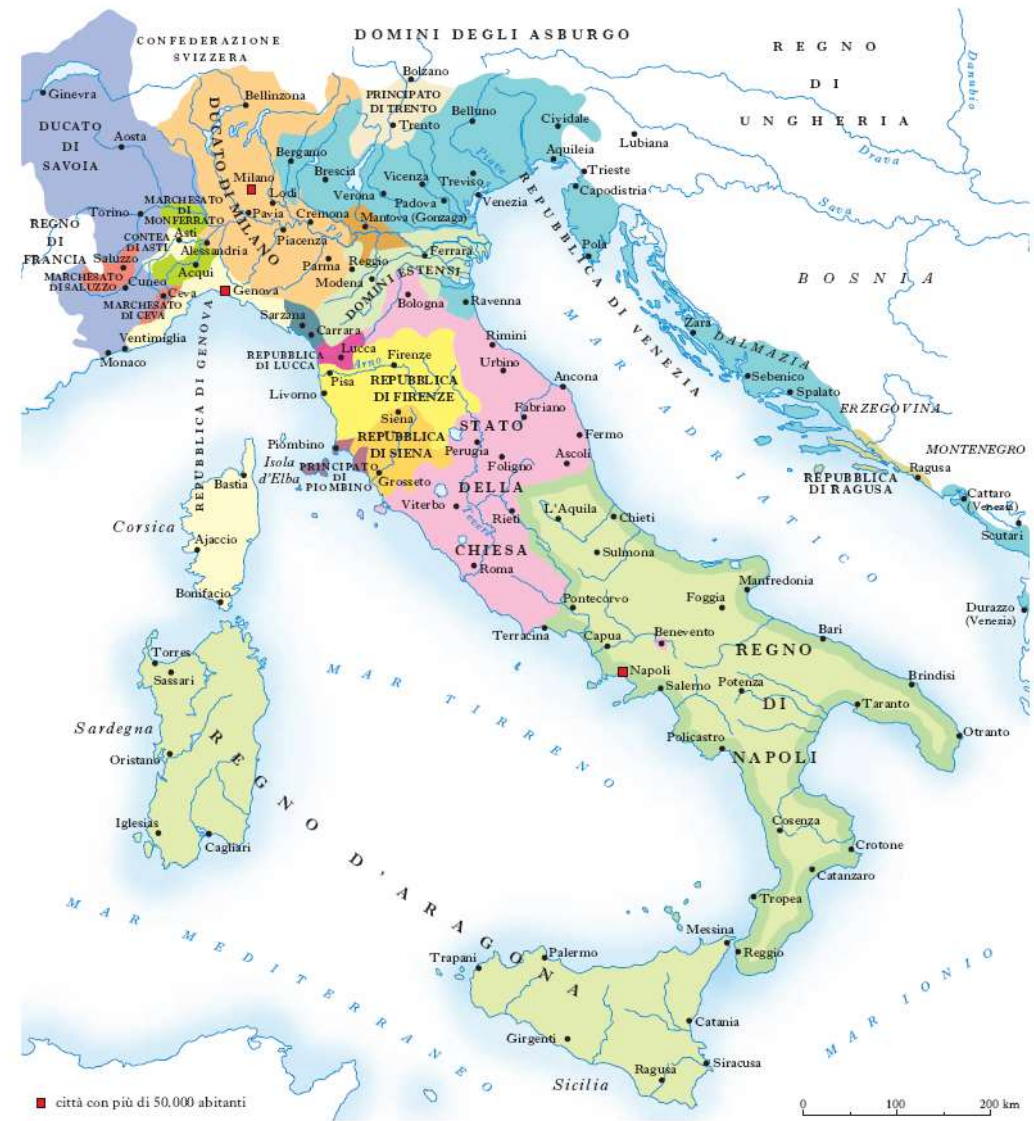 CONFEDERAZIONE
SVIZZERA
DOMINI DEGLI ASBURGO
REGNO
DI
UNGHERIA
Danubio
Drava
Sava
Ginevra
DUCATO
DI
SAVOIA
Aosta
Bellinzona
DUCATO DI MILANO
Bolzano
PRINCIPATO
DI TRENTO
Trento
Belluno
Piave
Cividale
Aquileia
Lubiana
Trieste
Capodistria
Bergamo
Milano
Lodi
Brescia
Verona
Vicenza
Treviso
Padova
Venezia
REPUBBLICA DI VENEZIA
Pola
BOSNIA
Torino
MARCHESATO
DI
MONFERRATO
Pavia
Cremona
Po
Mantova (Gonzaga)
Piacenza
REGNO
DI
FRANCIA
Asti
CONTEA
DI ASTI
Alessandria
Acqui
Saluzzo
MARCHESATO
DI SALUZZO
Cuneo
Ceva
MARCHESATO
DI CEVA
Genova
Parma
Reggio
Modena
DOMINI ESTENSI
Ferrara
Bologna
Ravenna
Sarzana
Carrara
Lucca
REPUBBLICA
DI LUCCA
Ventimiglia
Monaco
REPUBBLICA DI GENOVA
Arno
Firenze
Pisa
Livorno
REPUBBLICA
DI FIRENZE
Siena
REPUBBLICA
DI SIENA
Rimini
Urbino
Ancona
Fabriano
Fermo
Ascoli
STATO
DELLA
CHIESA
Perugia
Foligno
Piombino
Isola
d'Elba
PRINCIPATO
DI
PIOMBINO
Grosseto
Viterbo
Tevere
Rieti
Roma
MAR ADRIATICO
Zara
DALMAZIA
Sebenico
Spalato
ERZEGOVINA
MONTENEGRO
REPUBBLICA
DI RAGUSA
Ragusa
Cattaro
(Venezia)
Scutari
Durazzo
(Venezia)
Bastia
Corsica
Ajaccio
Bonifacio
L'Aquila
Chieti
Sulmona
Pontecorvo
Terracina
Capua
Manfredonia
Foggia
Benevento
Bari
REGNO
DI
NAPOLI
Napoli
Salerno
Potenza
Brindisi
Taranto
Otranto
Policastro
Cosenza
Crotone
Catanzaro
Tropea
Torres
Sassari
Sardegna
Oristano
Iglesias
Cagliari
MAR TIRRENO
REGNO D'ARAGONA
MAR MEDITERRANEO
MAR IONIO
Messina
Reggio
Trapani
Palermo
Girgenti
Catania
Siracusa
Ragusa
Sicilia
città con più di 50.000 abitanti
0 100 200 km